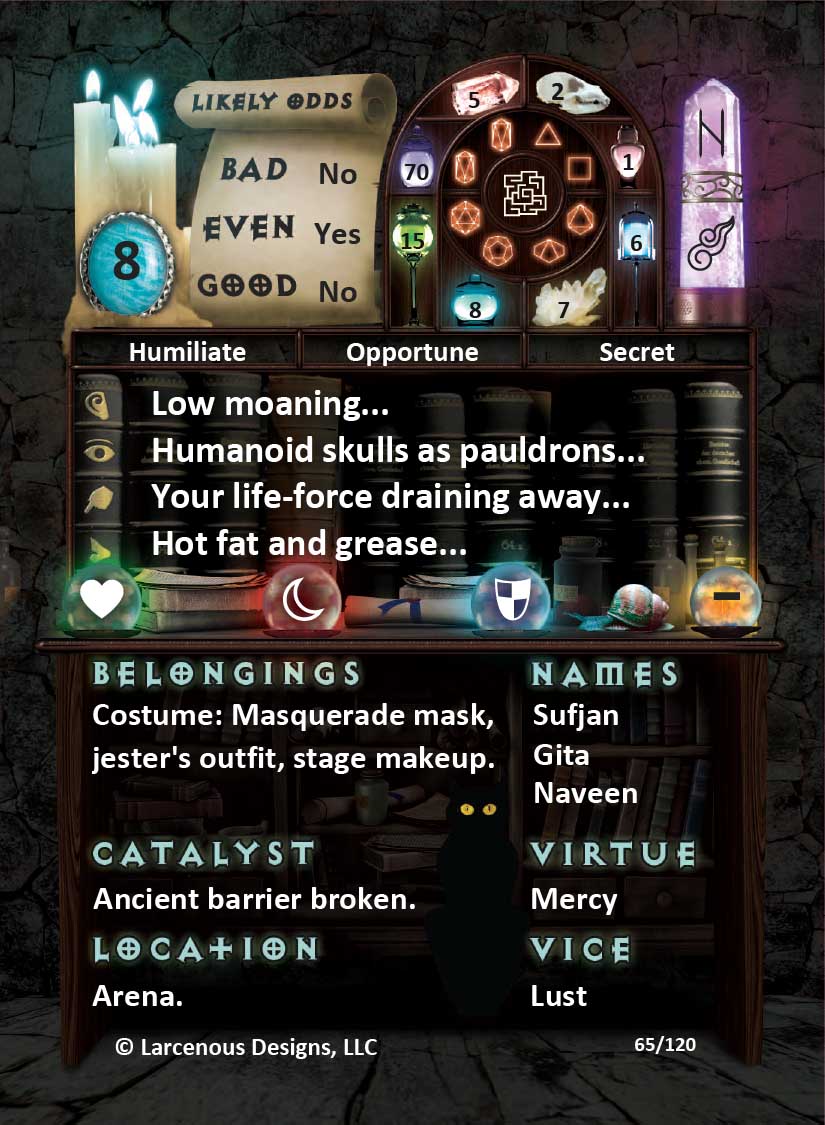 LIKELY ODDS
BAD No
EVEN Yes
GOOD No
8
5
2
70
1
15
6
8
7
Humiliate
Opportune
Secret
Low moaning...
Humanoid skulls as pauldrons...
Your life-force draining away...
Hot fat and grease...
BELONGINGS
Costume: Masquerade mask,
jester's outfit, stage makeup.
NAMES
Sufjan
Gita
Naveen
CATALYST
Ancient barrier broken.
VIRTUE
Mercy
LOCATION
Arena.
VICE
Lust
© Larcenous Designs, LLC
65/120